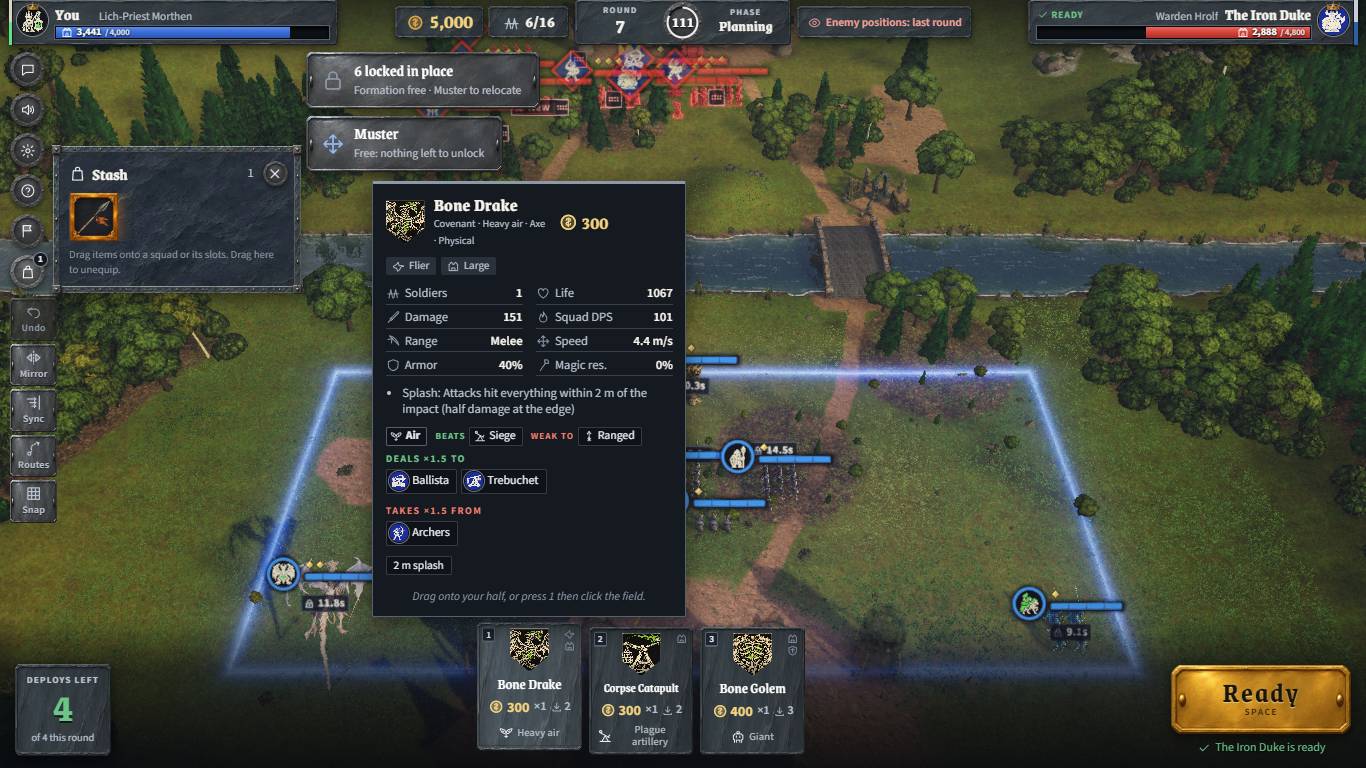 You
Lich-Priest Morthen
3,441 / 4,000
5,000
6/16
ROUND
7
111
PHASE
Planning
Enemy positions: last round
READY
Warden Hrolf
The Iron Duke
2,888 / 4,800
6 locked in place
Formation free · Muster to relocate
Muster
Free: nothing left to unlock
Stash
1
Drag items onto a squad or its slots. Drag here
to unequip.
1
Undo
Mirror
Sync
Routes
Snap
Bone Drake
Covenant · Heavy air · Axe
· Physical
300
Flier
Large
Soldiers 1
Life 1067
Damage 151
Squad DPS 101
Range Melee
Speed 4.4 m/s
Armor 40%
Magic res. 0%
• Splash: Attacks hit everything within 2 m of the
impact (half damage at the edge)
Air BEATS Siege WEAK TO Ranged
DEALS ×1.5 TO
Ballista
Trebuchet
TAKES ×1.5 FROM
Archers
2 m splash
Drag onto your half, or press 1 then click the field.
0.3s
14.5s
11.8s
9.1s
DEPLOYS LEFT
4
of 4 this round
1
Bone Drake
300 ×1 2
Heavy air
2
Corpse Catapult
300 ×1 2
Plague
artillery
3
Bone Golem
400 ×1 3
Giant
Ready
SPACE
The Iron Duke is ready